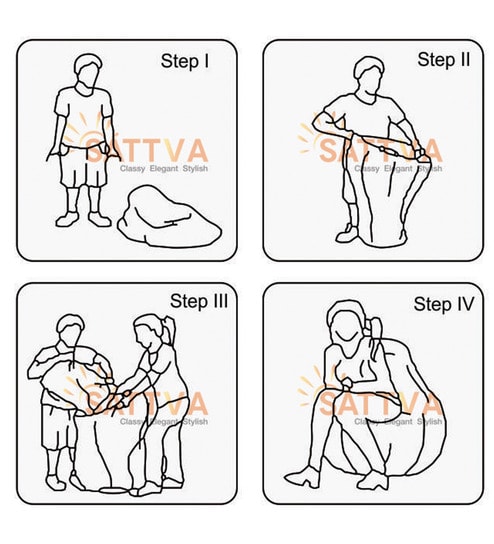 Step I
SATTVA
Classy Elegant Stylish
Step II
SATTVA
Classy Elegant Stylish
Step III
SATTVA
Classy Elegant Stylish
Step IV
SATTVA
Classy Elegant Stylish